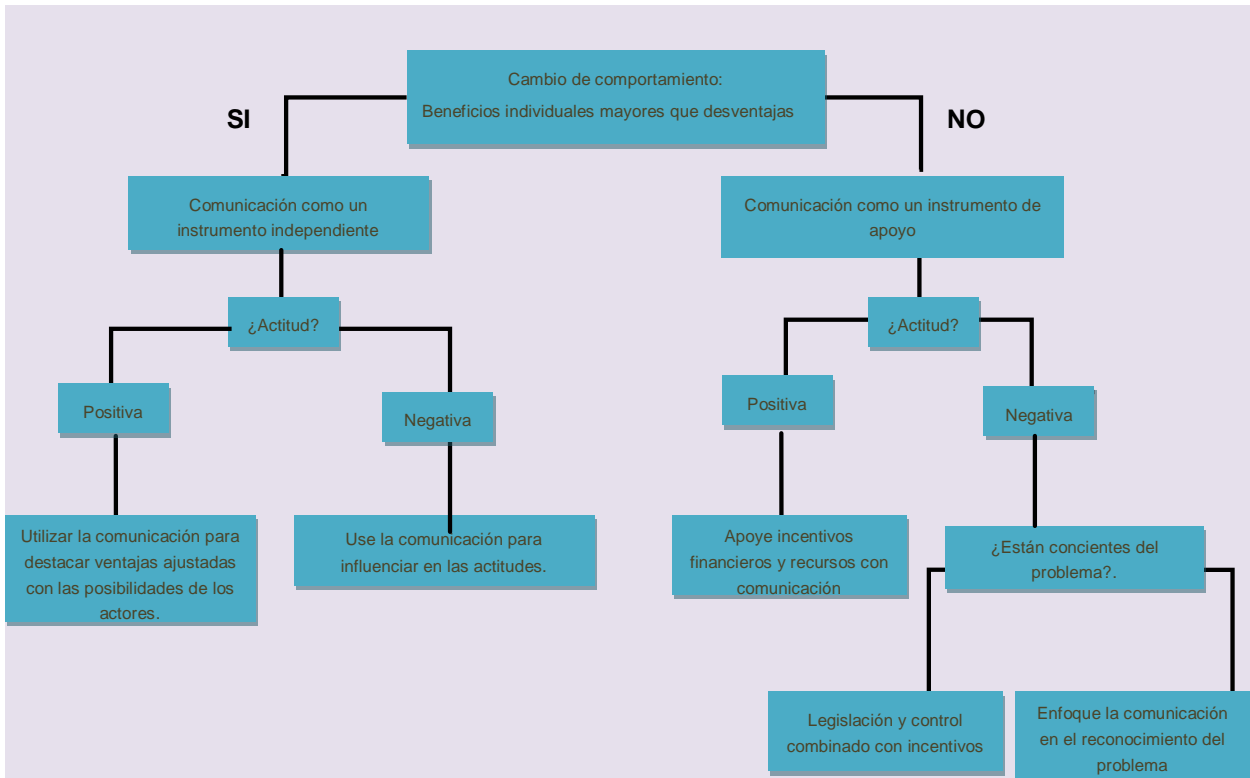 Cambio de comportamiento:
Beneficios individuales mayores que desventajas
SI
NO
Comunicación como un
instrumento independiente
Comunicación como un instrumento de
apoyo
¿Actitud?
¿Actitud?
Positiva
Negativa
Positiva
Negativa
Utilizar la comunicación para
destacar ventajas ajustadas
con las posibilidades de los
actores.
Use la comunicación para
influenciar en las actitudes.
Apoye incentivos
financieros y recursos con
comunicación
¿Están concientes del
problema?.
Legislación y control
combinado con incentivos
Enfoque la comunicación
en el reconocimiento del
problema